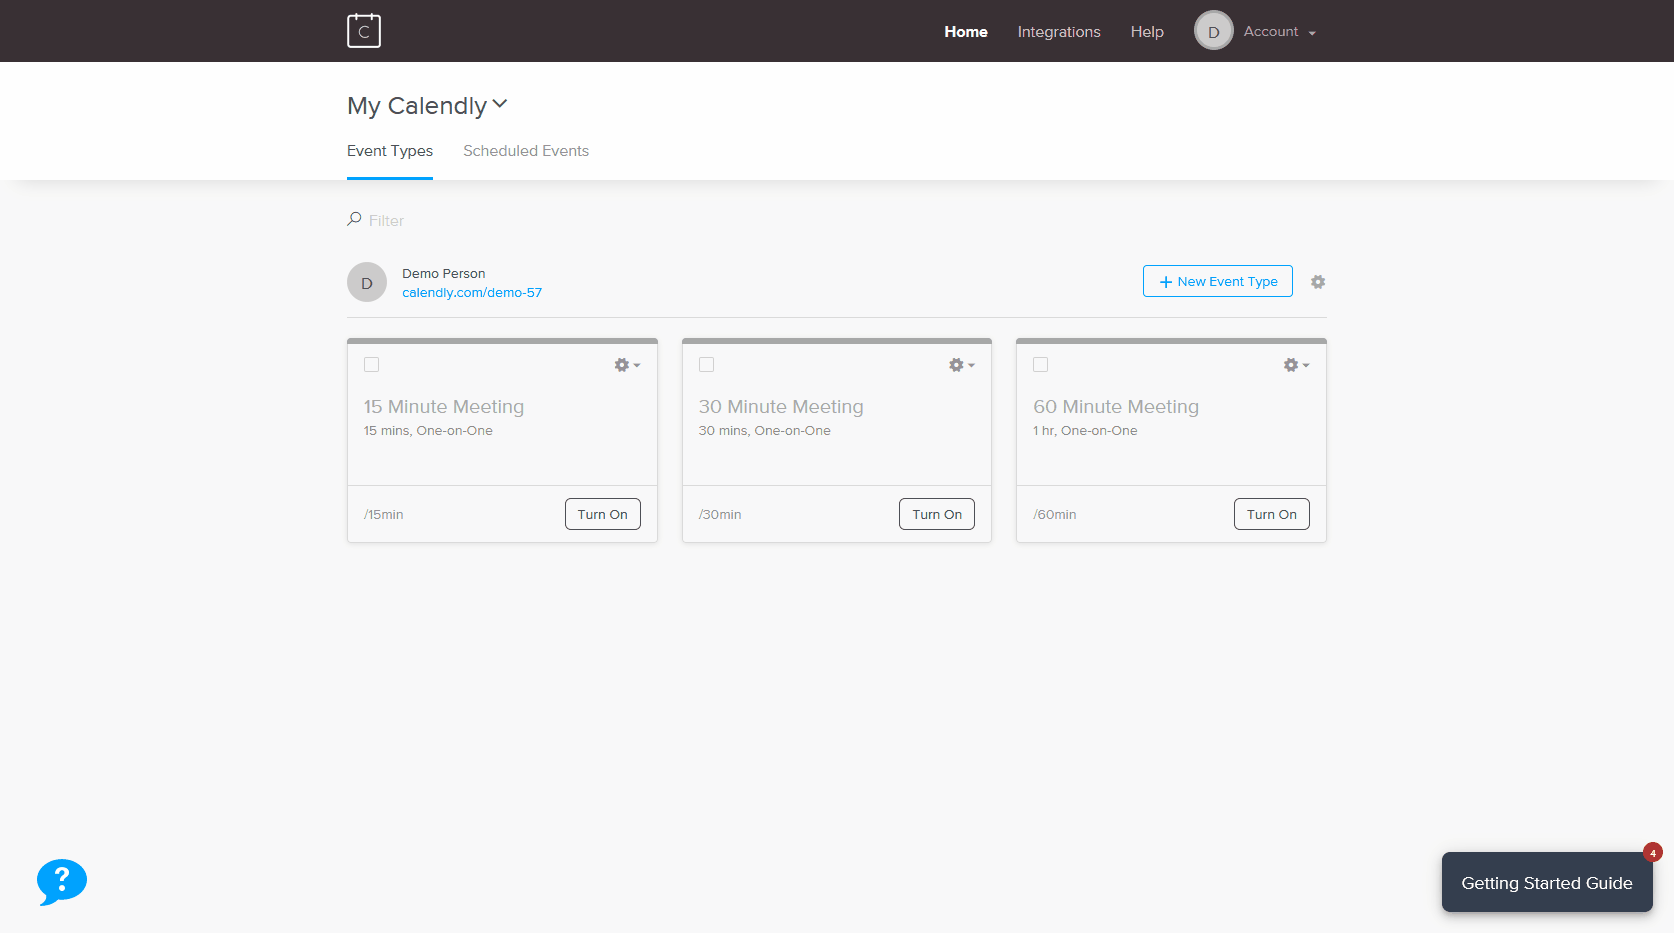 C
Home
Integrations
Help
D
Account
My Calendly
Event Types
Scheduled Events
Filter
D
Demo Person
calendly.com/demo-57
+ New Event Type
15 Minute Meeting
15 mins, One-on-One
/15min
Turn On
30 Minute Meeting
30 mins, One-on-One
/30min
Turn On
60 Minute Meeting
1 hr, One-on-One
/60min
Turn On
?
4
Getting Started Guide